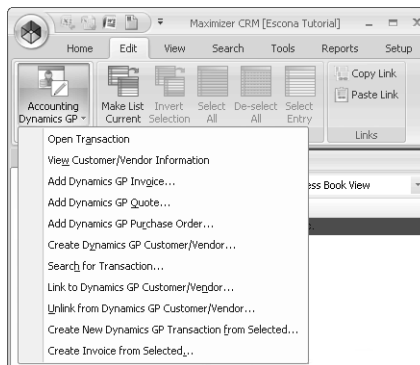 Maximizer CRM [Escona Tutorial]
Home Edit View Search Tools Reports Setup
Accounting Dynamics GP
Make List Current
Invert Selection
Select All
De-select All
Select Entry
Copy Link
Paste Link
Links
Open Transaction
View Customer/Vendor Information
Add Dynamics GP Invoice...
Add Dynamics GP Quote...
Add Dynamics GP Purchase Order...
Create Dynamics GP Customer/Vendor...
Search for Transaction...
Link to Dynamics GP Customer/Vendor...
Unlink from Dynamics GP Customer/Vendor...
Create New Dynamics GP Transaction from Selected...
Create Invoice from Selected...
ess Book View